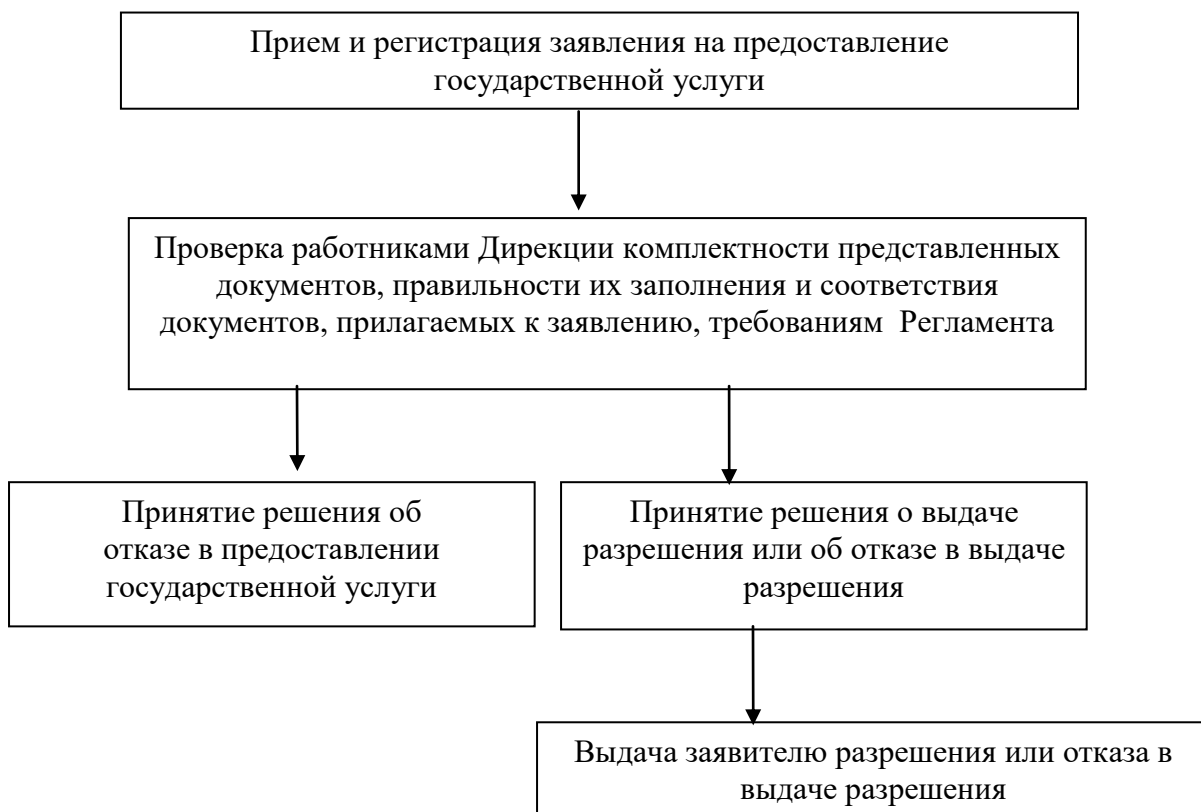 Прием и регистрация заявления на предоставление
государственной услуги
Проверка работниками Дирекции комплектности представленных
документов, правильности их заполнения и соответствия
документов, прилагаемых к заявлению, требованиям Регламента
Принятие решения об
отказе в предоставлении
государственной услуги
Принятие решения о выдаче
разрешения или об отказе в выдаче
разрешения
Выдача заявителю разрешения или отказа в
выдаче разрешения